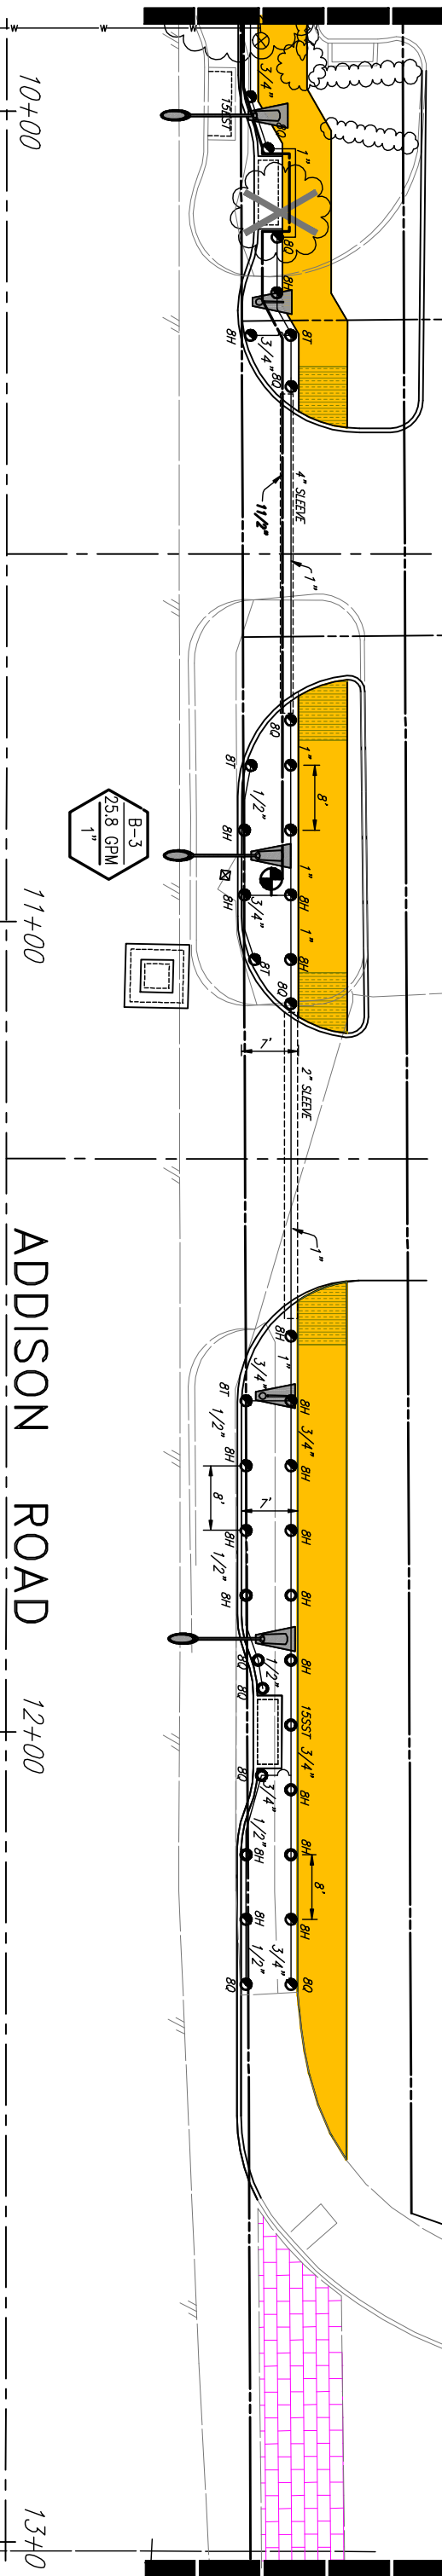 10+00
3/4"
15LST
8Q
1"
8Q
8H
8H
3/4"
8T
8Q
4" SLEEVE
1 1/2"
1"
8Q
1"
8T
8'
1/2"
8H
B-3
25.8 GPM
1"
1"
8H
8H
3/4"
1"
8H
8T
8Q
11+00
7'
2" SLEEVE
1"
8H
1"
3/4"
8T
8H
1/2"
3/4"
8H
8H
8'
7'
8H
8H
1/2"
8H
8H
ADDISON ROAD
8Q
8H
1/2"
8Q
15SST
12+00
3/4"
8Q
8H
3/4"
1/2"
8H
8H
8'
8H
8H
1/2"
3/4"
8Q
8Q
13+0